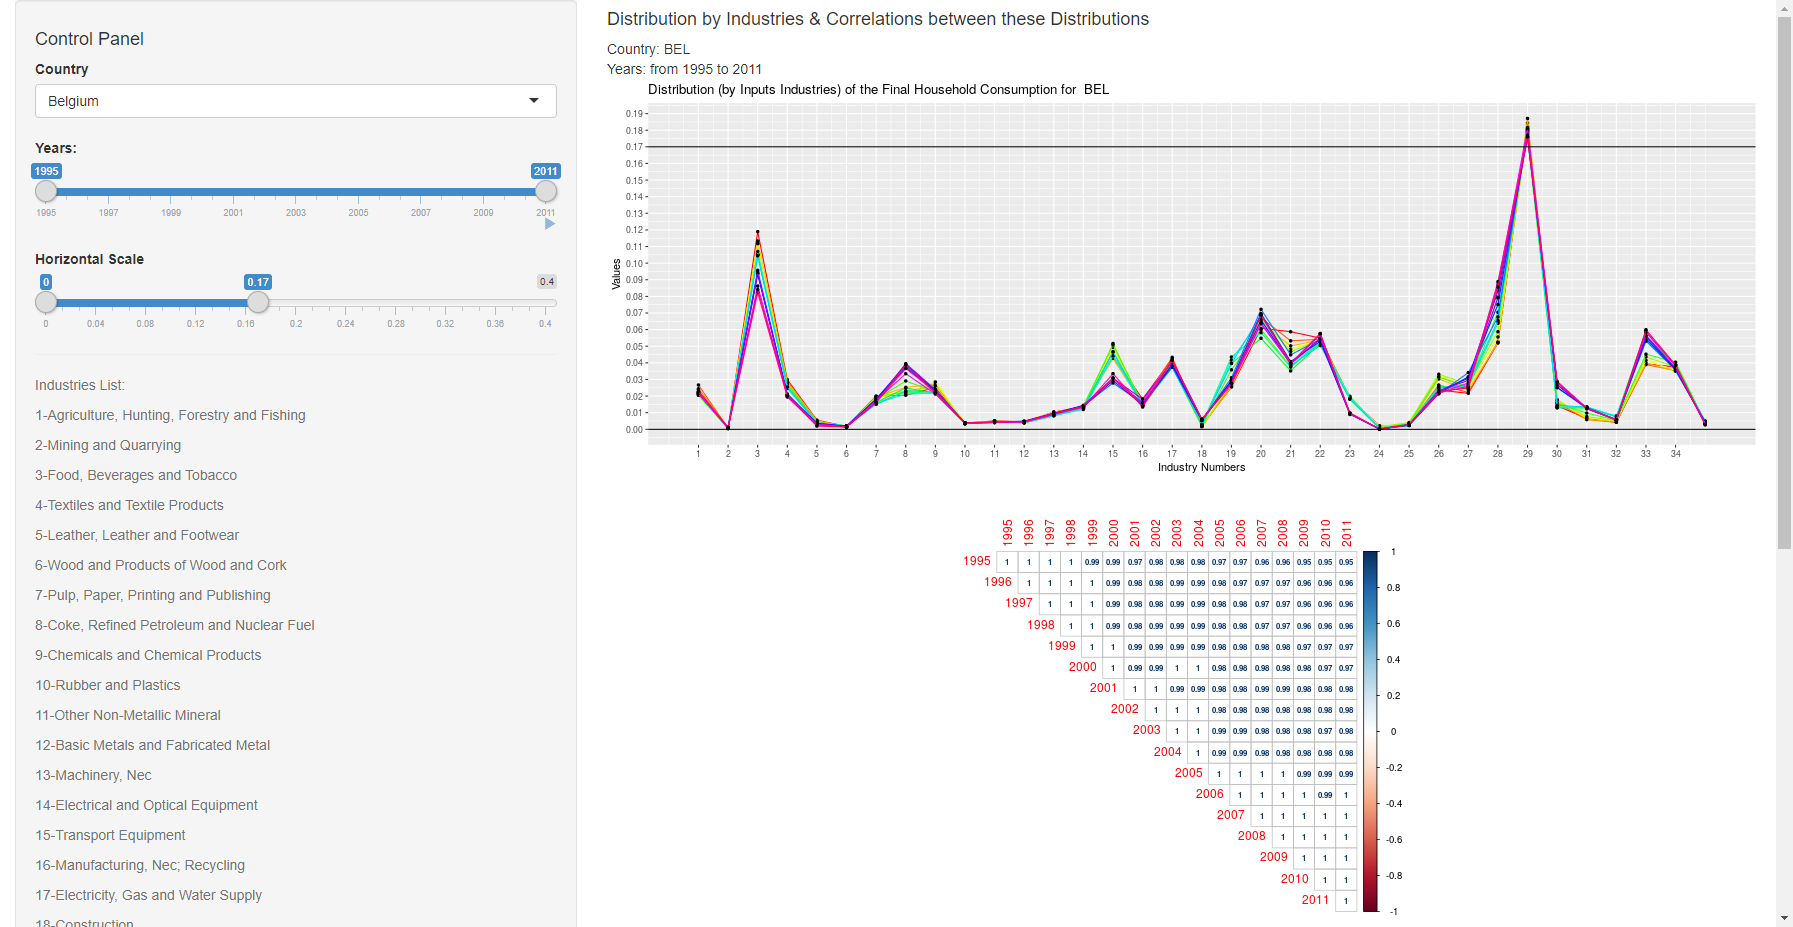 Control Panel
Country
Belgium
Years:
1995 2011
1995 1997 1999 2001 2003 2005 2007 2009 2011
Horizontal Scale
0 0.17 0.4
0 0.04 0.08 0.12 0.16 0.2 0.24 0.28 0.32 0.36 0.4
Industries List:
1-Agriculture, Hunting, Forestry and Fishing
2-Mining and Quarrying
3-Food, Beverages and Tobacco
4-Textiles and Textile Products
5-Leather, Leather and Footwear
6-Wood and Products of Wood and Cork
7-Pulp, Paper, Printing and Publishing
8-Coke, Refined Petroleum and Nuclear Fuel
9-Chemicals and Chemical Products
10-Rubber and Plastics
11-Other Non-Metallic Mineral
12-Basic Metals and Fabricated Metal
13-Machinery, Nec
14-Electrical and Optical Equipment
15-Transport Equipment
16-Manufacturing, Nec; Recycling
17-Electricity, Gas and Water Supply
18-Construction
Distribution by Industries & Correlations between these Distributions
Country: BEL
Years: from 1995 to 2011
Distribution (by Inputs Industries) of the Final Household Consumption for BEL
0.19
0.18
0.17
0.16
0.15
0.14
0.13
0.12
0.11
0.10
0.09
0.08
0.07
0.06
0.05
0.04
0.03
0.02
0.01
0.00
Values
1 2 3 4 5 6 7 8 9 10 11 12 13 14 15 16 17 18 19 20 21 22 23 24 25 26 27 28 29 30 31 32 33 34
Industry Numbers
1995 1996 1997 1998 1999 2000 2001 2002 2003 2004 2005 2006 2007 2008 2009 2010 2011
1995 1 1 1 1 0.99 0.99 0.97 0.98 0.98 0.98 0.97 0.97 0.96 0.96 0.95 0.95 0.95
1996 1 1 1 1 0.99 0.98 0.98 0.99 0.98 0.98 0.98 0.97 0.97 0.96 0.96 0.96
1997 1 1 1 0.99 0.98 0.98 0.99 0.99 0.98 0.98 0.97 0.97 0.96 0.96 0.96
1998 1 1 0.99 0.98 0.99 0.99 0.99 0.98 0.98 0.97 0.97 0.96 0.96 0.96
1999 1 1 0.99 0.99 0.99 0.99 0.98 0.98 0.98 0.98 0.97 0.97 0.97
2000 1 0.99 0.99 1 1 0.98 0.98 0.98 0.98 0.98 0.97 0.97
2001 1 1 0.99 0.99 0.98 0.98 0.99 0.99 0.98 0.98 0.98
2002 1 1 1 0.98 0.98 0.98 0.98 0.98 0.98 0.98
2003 1 1 0.99 0.99 0.98 0.98 0.98 0.97 0.98
2004 1 0.99 0.99 0.98 0.98 0.98 0.98 0.98
2005 1 1 1 1 0.99 0.99 0.99
2006 1 1 1 1 0.99 1
2007 1 1 1 1 1
2008 1 1 1 1
2009 1 1 1
2010 1 1
2011 1
1
0.8
0.6
0.4
0.2
0
-0.2
-0.4
-0.6
-0.8
-1